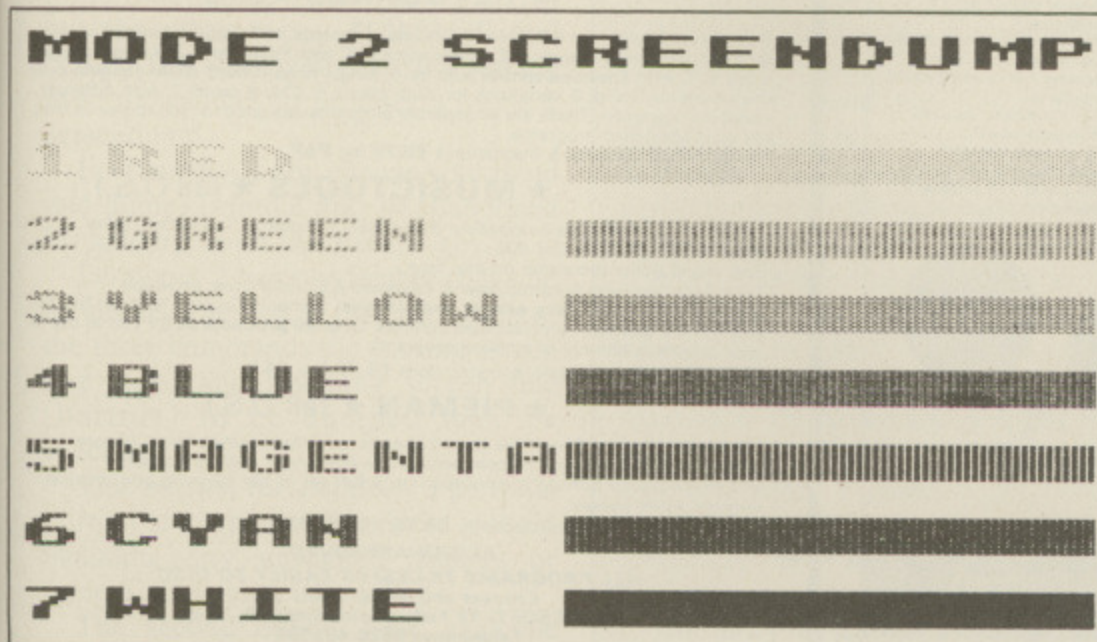 MODE 2 SCREENDUMP
1 RED
2 GREEN
3 YELLOW
4 BLUE
5 MAGENTA
6 CYAN
7 WHITE